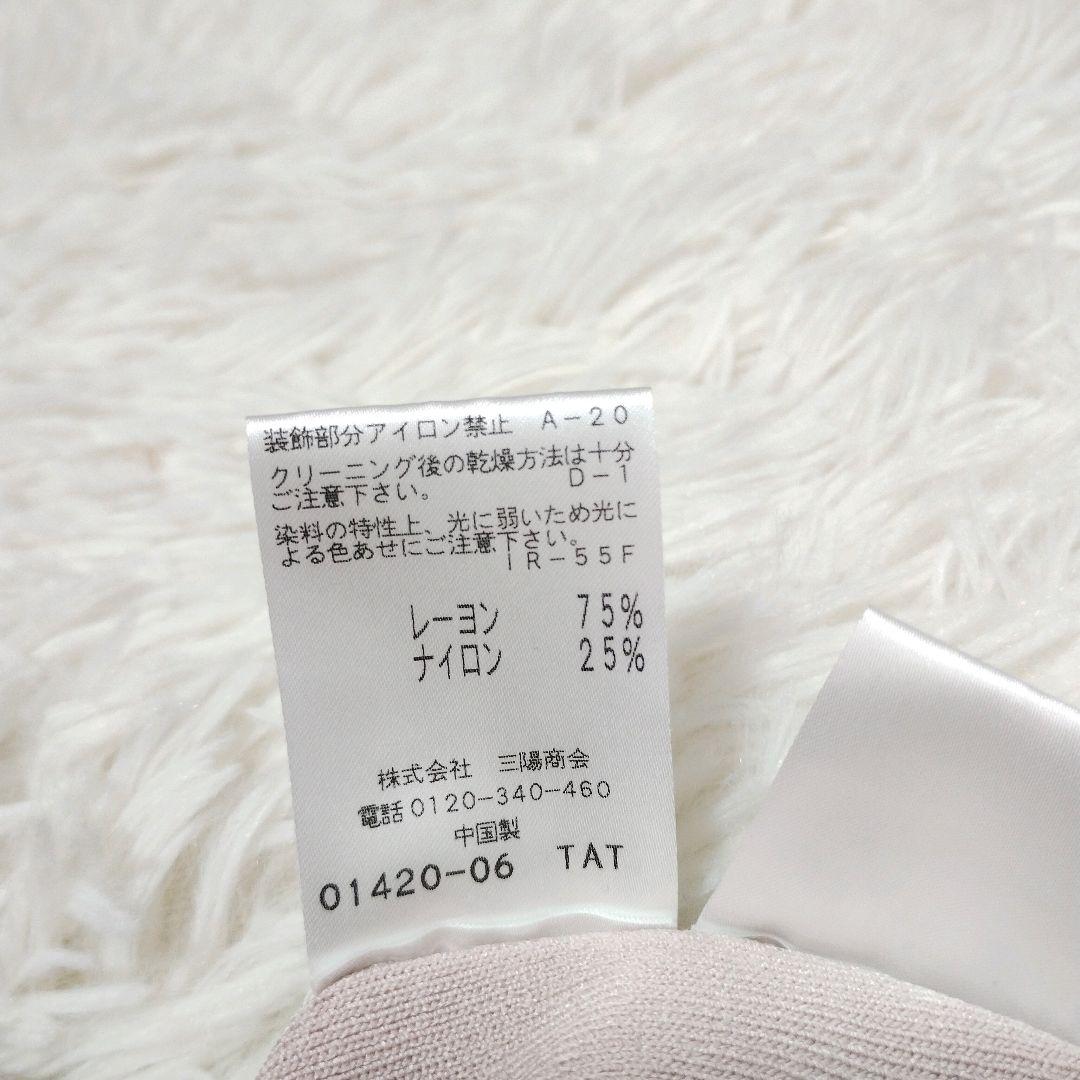 装飾部分アイロン禁止 A-20
クリーニング後の乾燥方法は十分
ご注意下さい。 D-1
染料の特性上、光に弱いため光に
よる色あせにご注意下さい。
IR-55F
レーヨン 75%
ナイロン 25%
株式会社 三陽商会
電話0120-340-460
中国製
01420-06 TAT